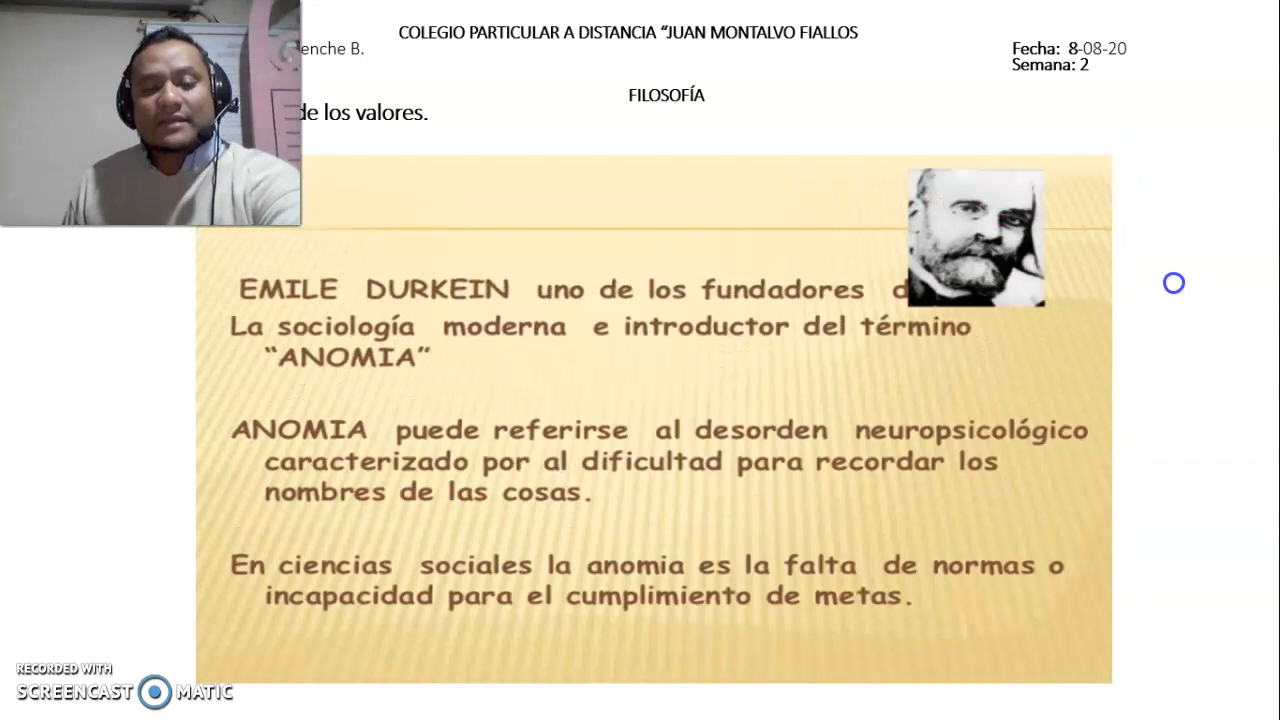 COLEGIO PARTICULAR A DISTANCIA “JUAN MONTALVO FIALLOS
enche B.
Fecha: 8-08-20
Semana: 2
FILOSOFÍA
de los valores.
EMILE DURKEIN uno de los fundadores d
La sociología moderna e introductor del término
“ANOMIA”
ANOMIA puede referirse al desorden neuropsicológico
caracterizado por al dificultad para recordar los
nombres de las cosas.
En ciencias sociales la anomia es la falta de normas o
incapacidad para el cumplimiento de metas.
RECORDED WITH
SCREENCAST MATIC